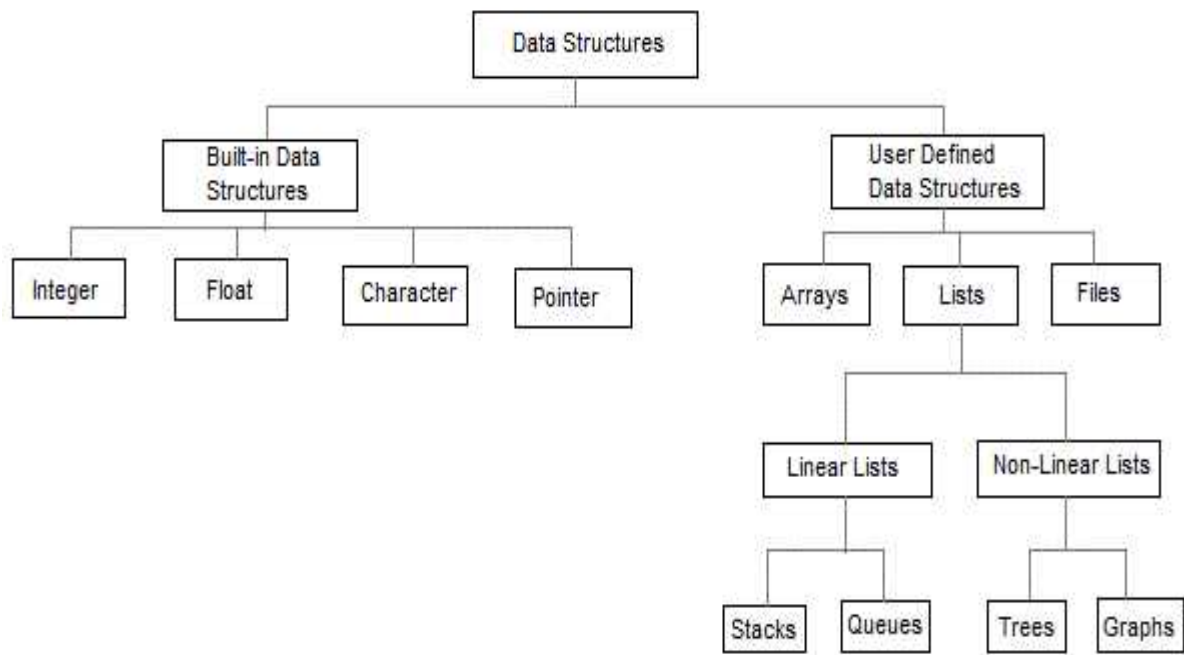 Data Structures
Built-in Data
Structures
User Defined
Data Structures
Integer
Float
Character
Pointer
Arrays
Lists
Files
Linear Lists
Non-Linear Lists
Stacks
Queues
Trees
Graphs